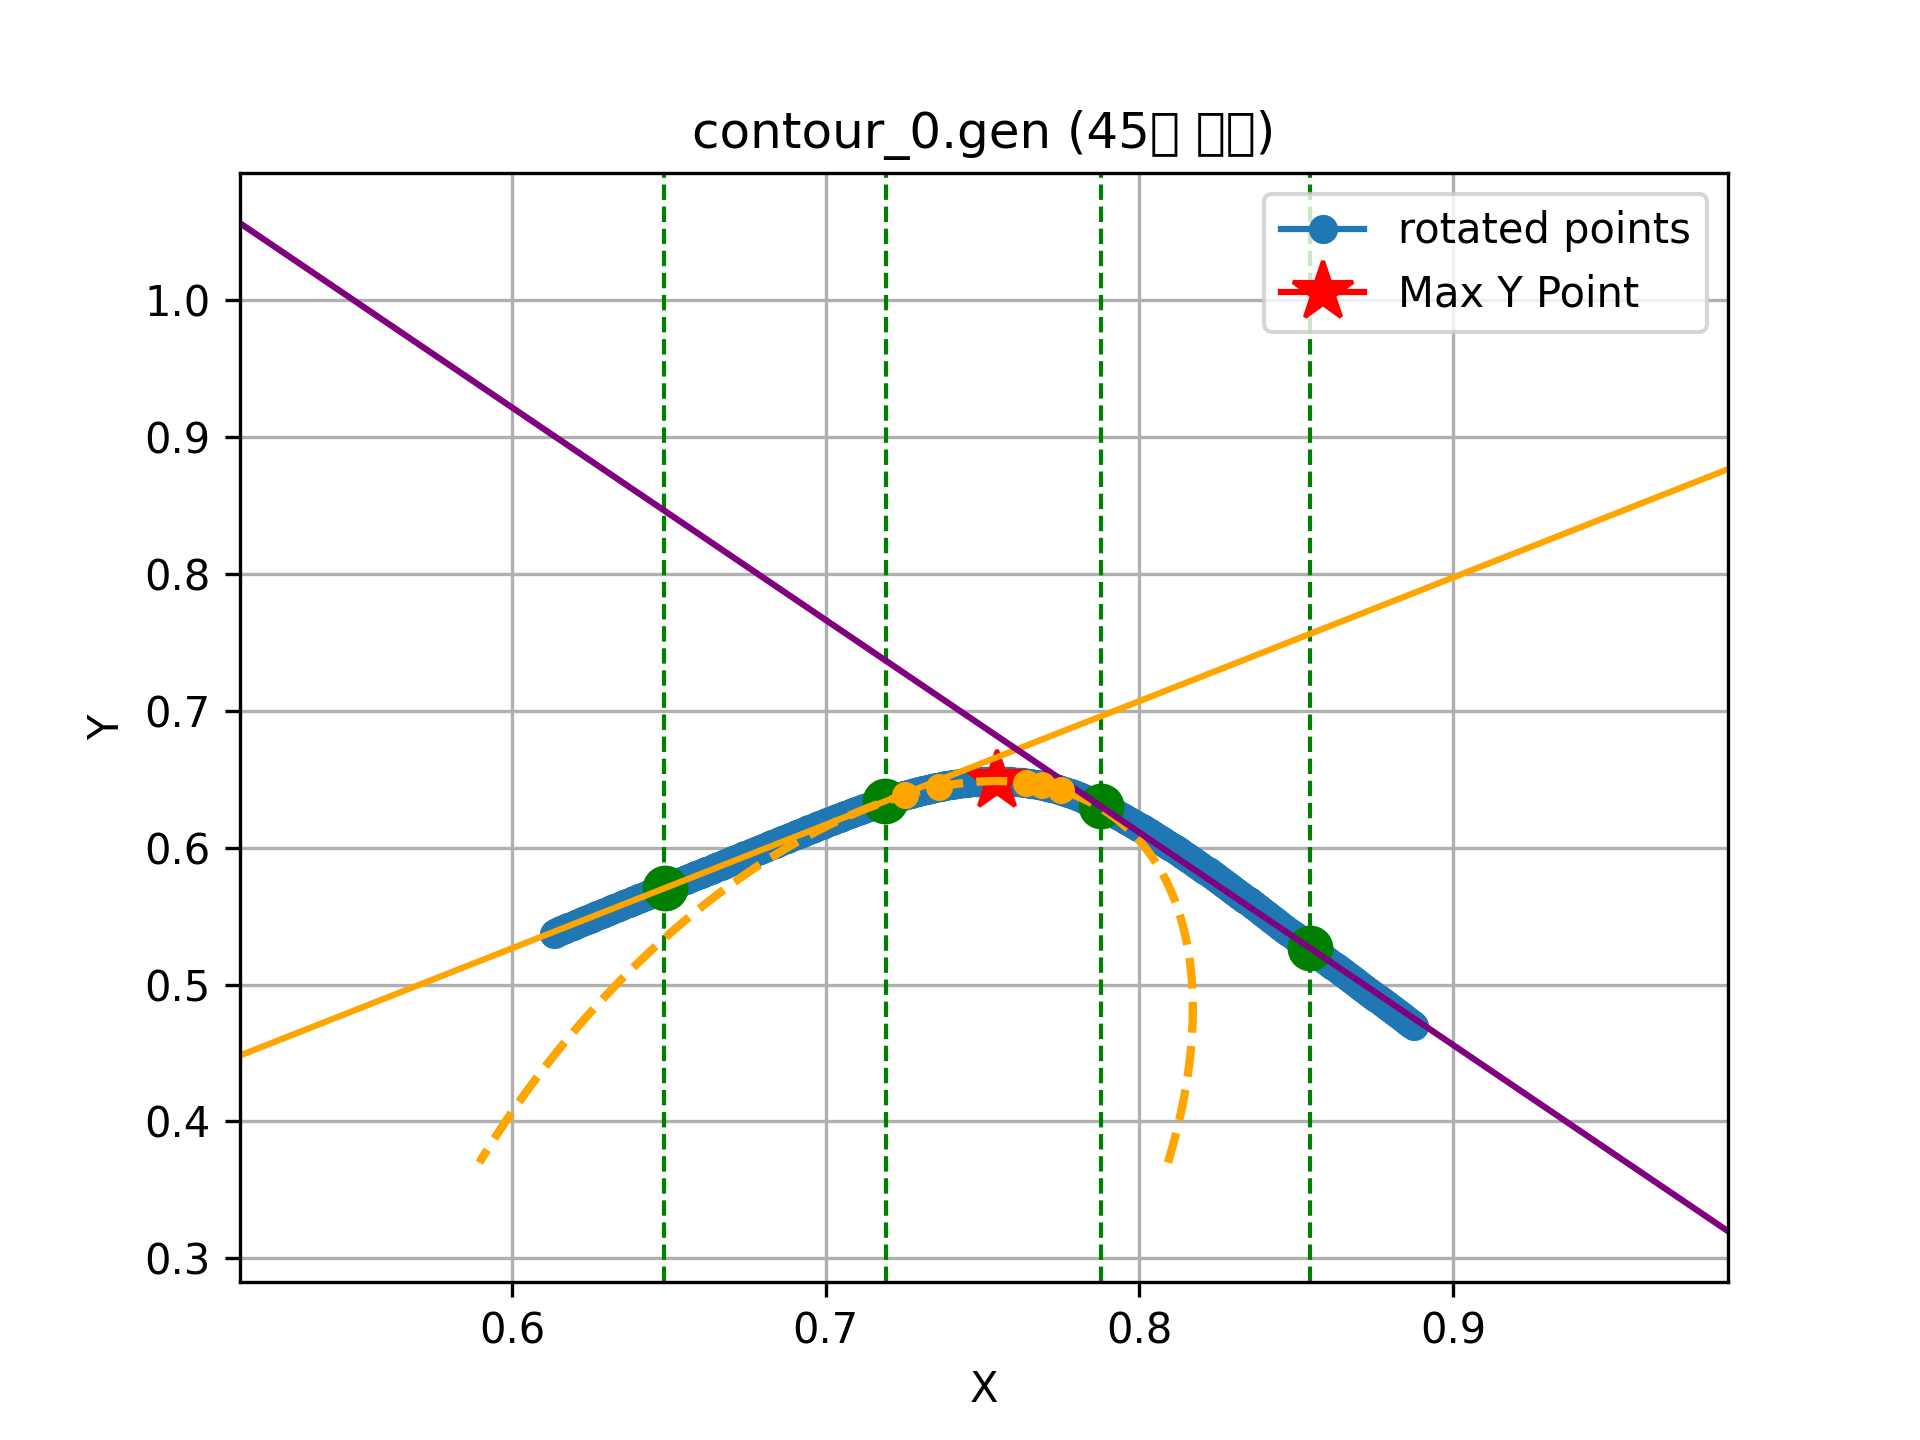 contour_0.gen (45▯ ▯▯)
rotated points
Max Y Point
1.0
0.9
0.8
0.7
0.6
0.5
0.4
0.3
Y
0.6 0.7 0.8 0.9
X